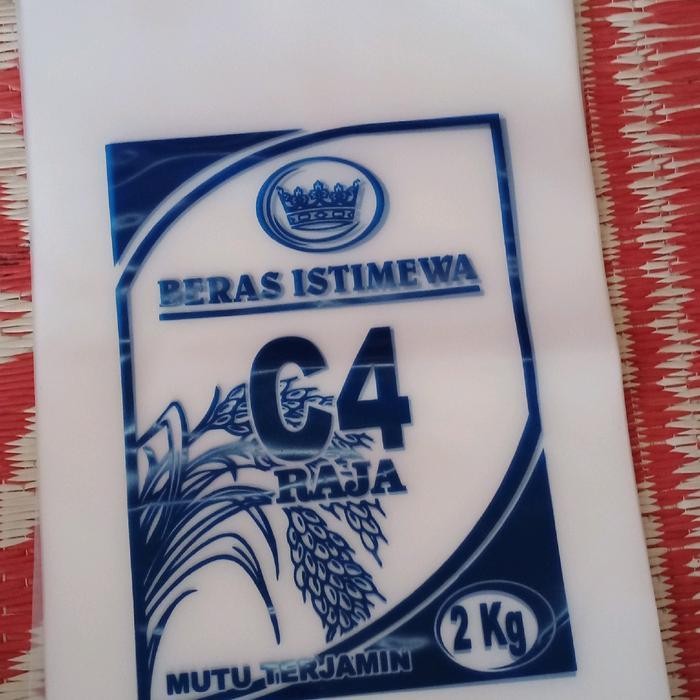 BERAS ISTIMEWA
C4
RAJA
2 Kg
MUTU TERJAMIN